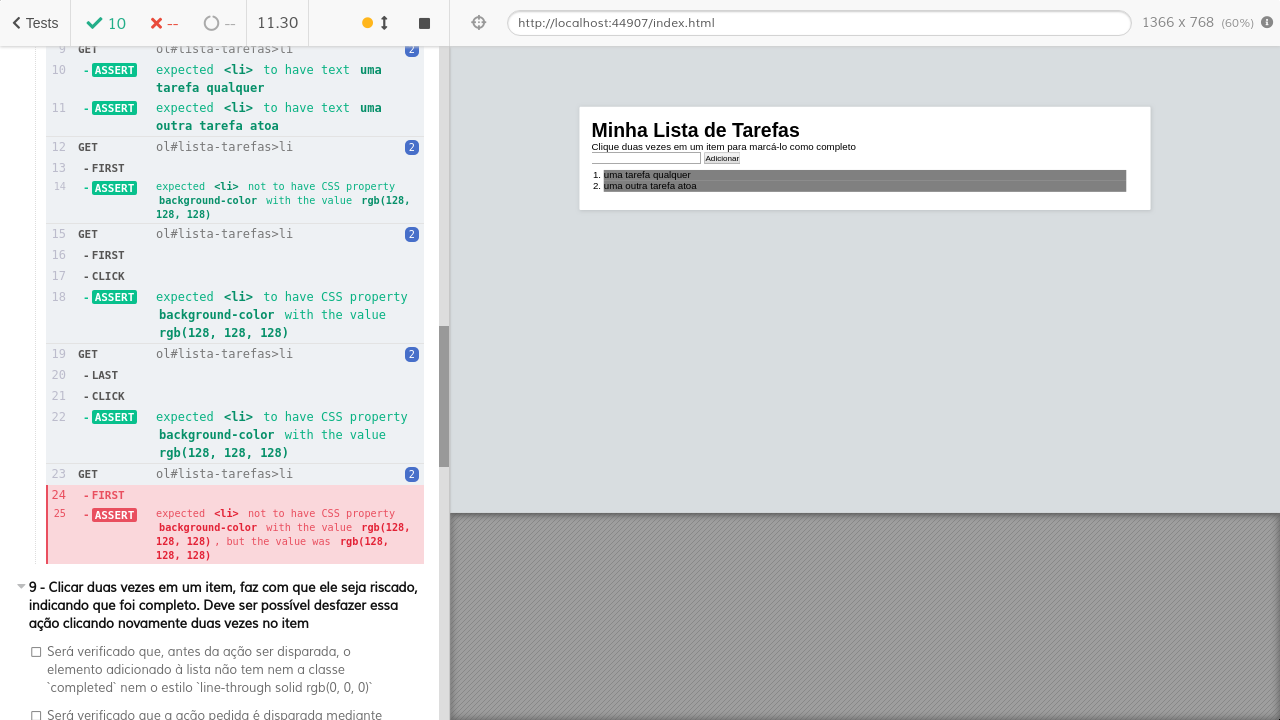 Tests
10
--
--
11.30
http://localhost:44907/index.html
1366 x 768 (60%)
9 GET ol#lista-tarefas>li 2
10 - ASSERT expected <li> to have text uma
tarefa qualquer
11 - ASSERT expected <li> to have text uma
outra tarefa atoa
12 GET ol#lista-tarefas>li 2
13 - FIRST
14 - ASSERT expected <li> not to have CSS property
background-color with the value rgb(128,
128, 128)
15 GET ol#lista-tarefas>li 2
16 - FIRST
17 - CLICK
18 - ASSERT expected <li> to have CSS property
background-color with the value
rgb(128, 128, 128)
19 GET ol#lista-tarefas>li 2
20 - LAST
21 - CLICK
22 - ASSERT expected <li> to have CSS property
background-color with the value
rgb(128, 128, 128)
23 GET ol#lista-tarefas>li 2
24 - FIRST
25 - ASSERT expected <li> not to have CSS property
background-color with the value rgb(128,
128, 128) , but the value was rgb(128,
128, 128)
9 - Clicar duas vezes em um item, faz com que ele seja riscado,
indicando que foi completo. Deve ser possível desfazer essa
ação clicando novamente duas vezes no item
Será verificado que, antes da ação ser disparada, o
elemento adicionado à lista não tem nem a classe
`completed` nem o estilo `line-through solid rgb(0, 0, 0)`
Será verificado que a ação pedida é disparada mediante
Minha Lista de Tarefas
Clique duas vezes em um item para marcá-lo como completo
Adicionar
1. uma tarefa qualquer
2. uma outra tarefa atoa